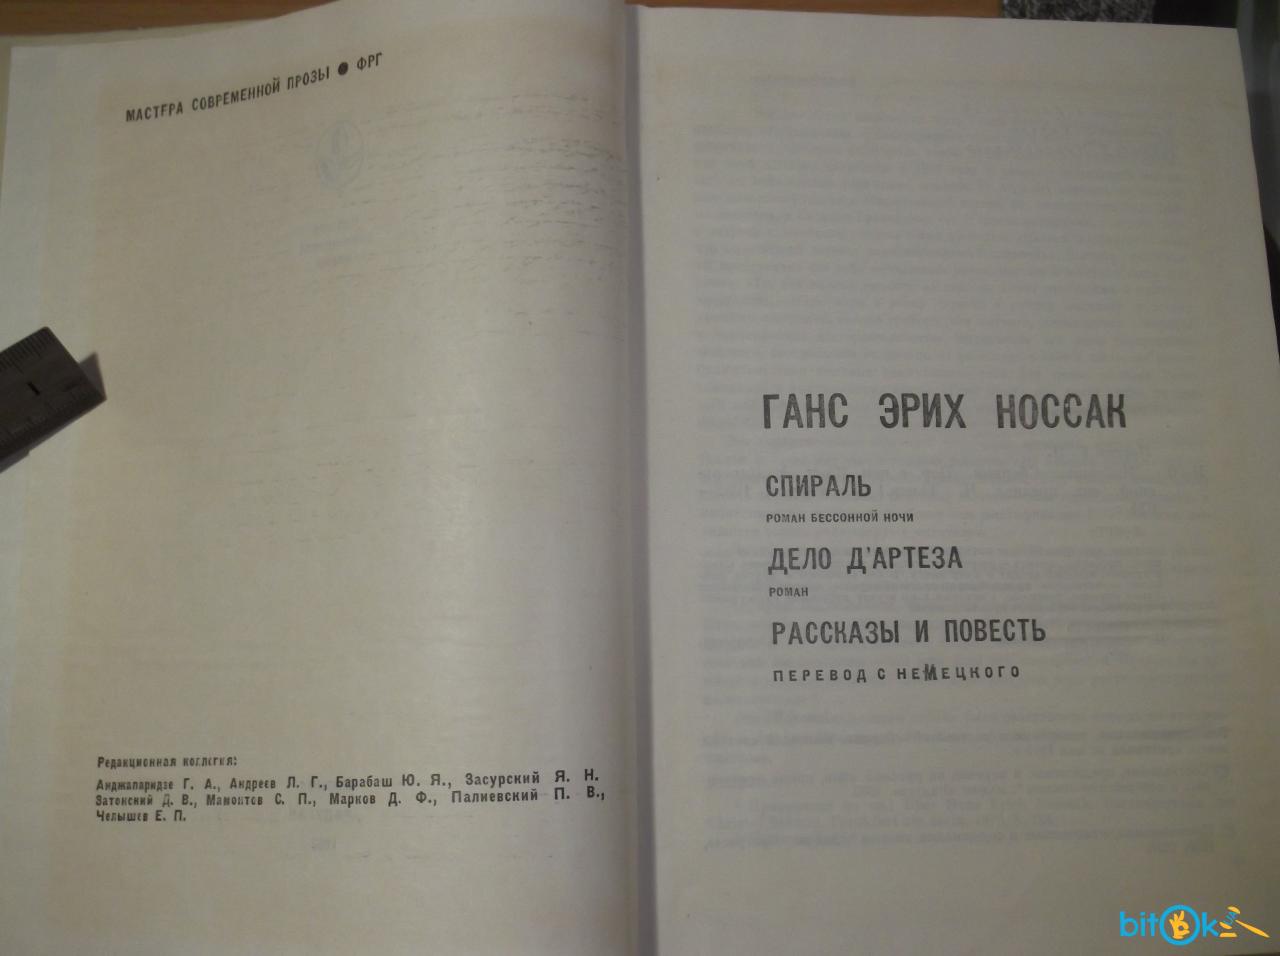 МАСТЕРА СОВРЕМЕННОЙ ПРОЗЫ ● ФРГ
Редакционная коллегия:
Анджапаридзе Г. А., Андреев Л. Г., Барабаш Ю. Я., Засурский Я. Н.
Затонский Д. В., Мамонтов С. П., Марков Д. Ф., Палиевский П. В.,
Челышев Е. П.
ГАНС ЭРИХ НОССАК
СПИРАЛЬ
РОМАН БЕССОННОЙ НОЧИ
ДЕЛО Д'АРТЕЗА
РОМАН
РАССКАЗЫ И ПОВЕСТЬ
ПЕРЕВОД С НЕМЕЦКОГО
bitok